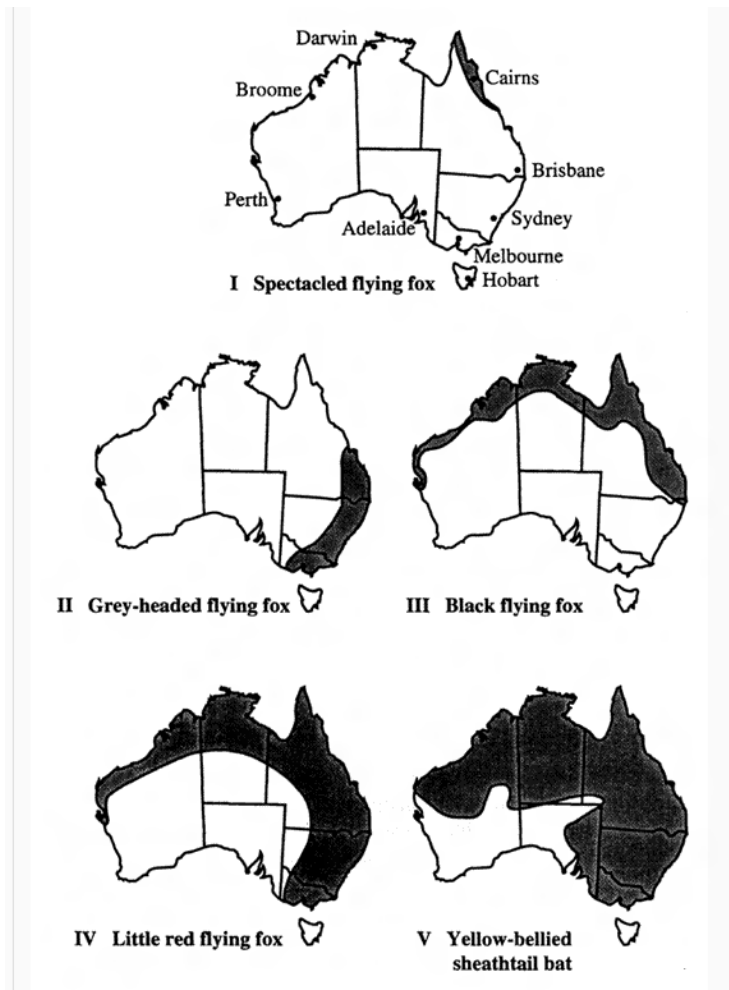 Darwin
Cairns
Broome
Brisbane
Perth
Sydney
Adelaide
Melbourne
I Spectacled flying fox
Hobart
II Grey-headed flying fox
III Black flying fox
IV Little red flying fox
V Yellow-bellied
sheathtail bat